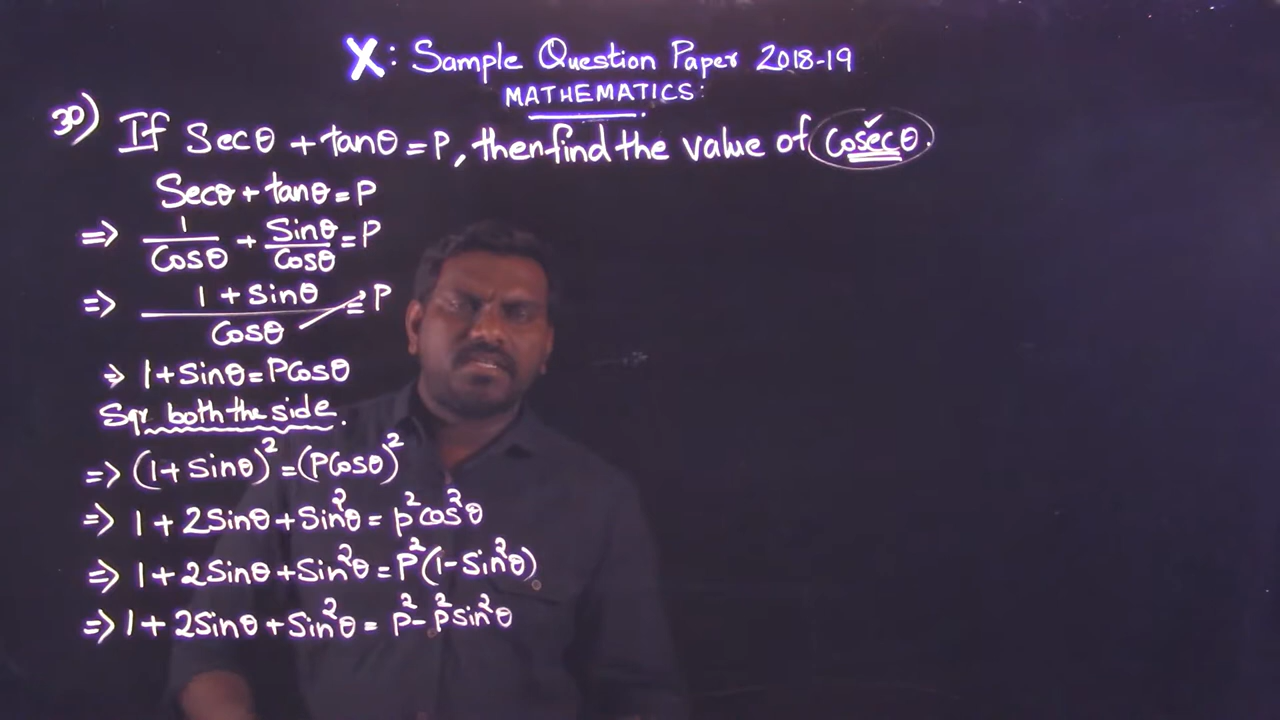 X: Sample Question Paper 2018-19
MATHEMATICS:
30) If Secθ + tanθ = P, then find the value of Cosecθ.
Secθ + tanθ = P
=> 1/Cosθ + Sinθ/Cosθ = P
=> (1 + Sinθ)/Cosθ = P
→ 1 + Sinθ = PCosθ
Sqr both the side.
=> (1 + Sinθ)² = (PCosθ)²
=> 1 + 2Sinθ + Sin²θ = P²cos²θ
=> 1 + 2Sinθ + Sin²θ = P²(1 - Sin²θ)
=> 1 + 2Sinθ + Sin²θ = P² - P²sin²θ